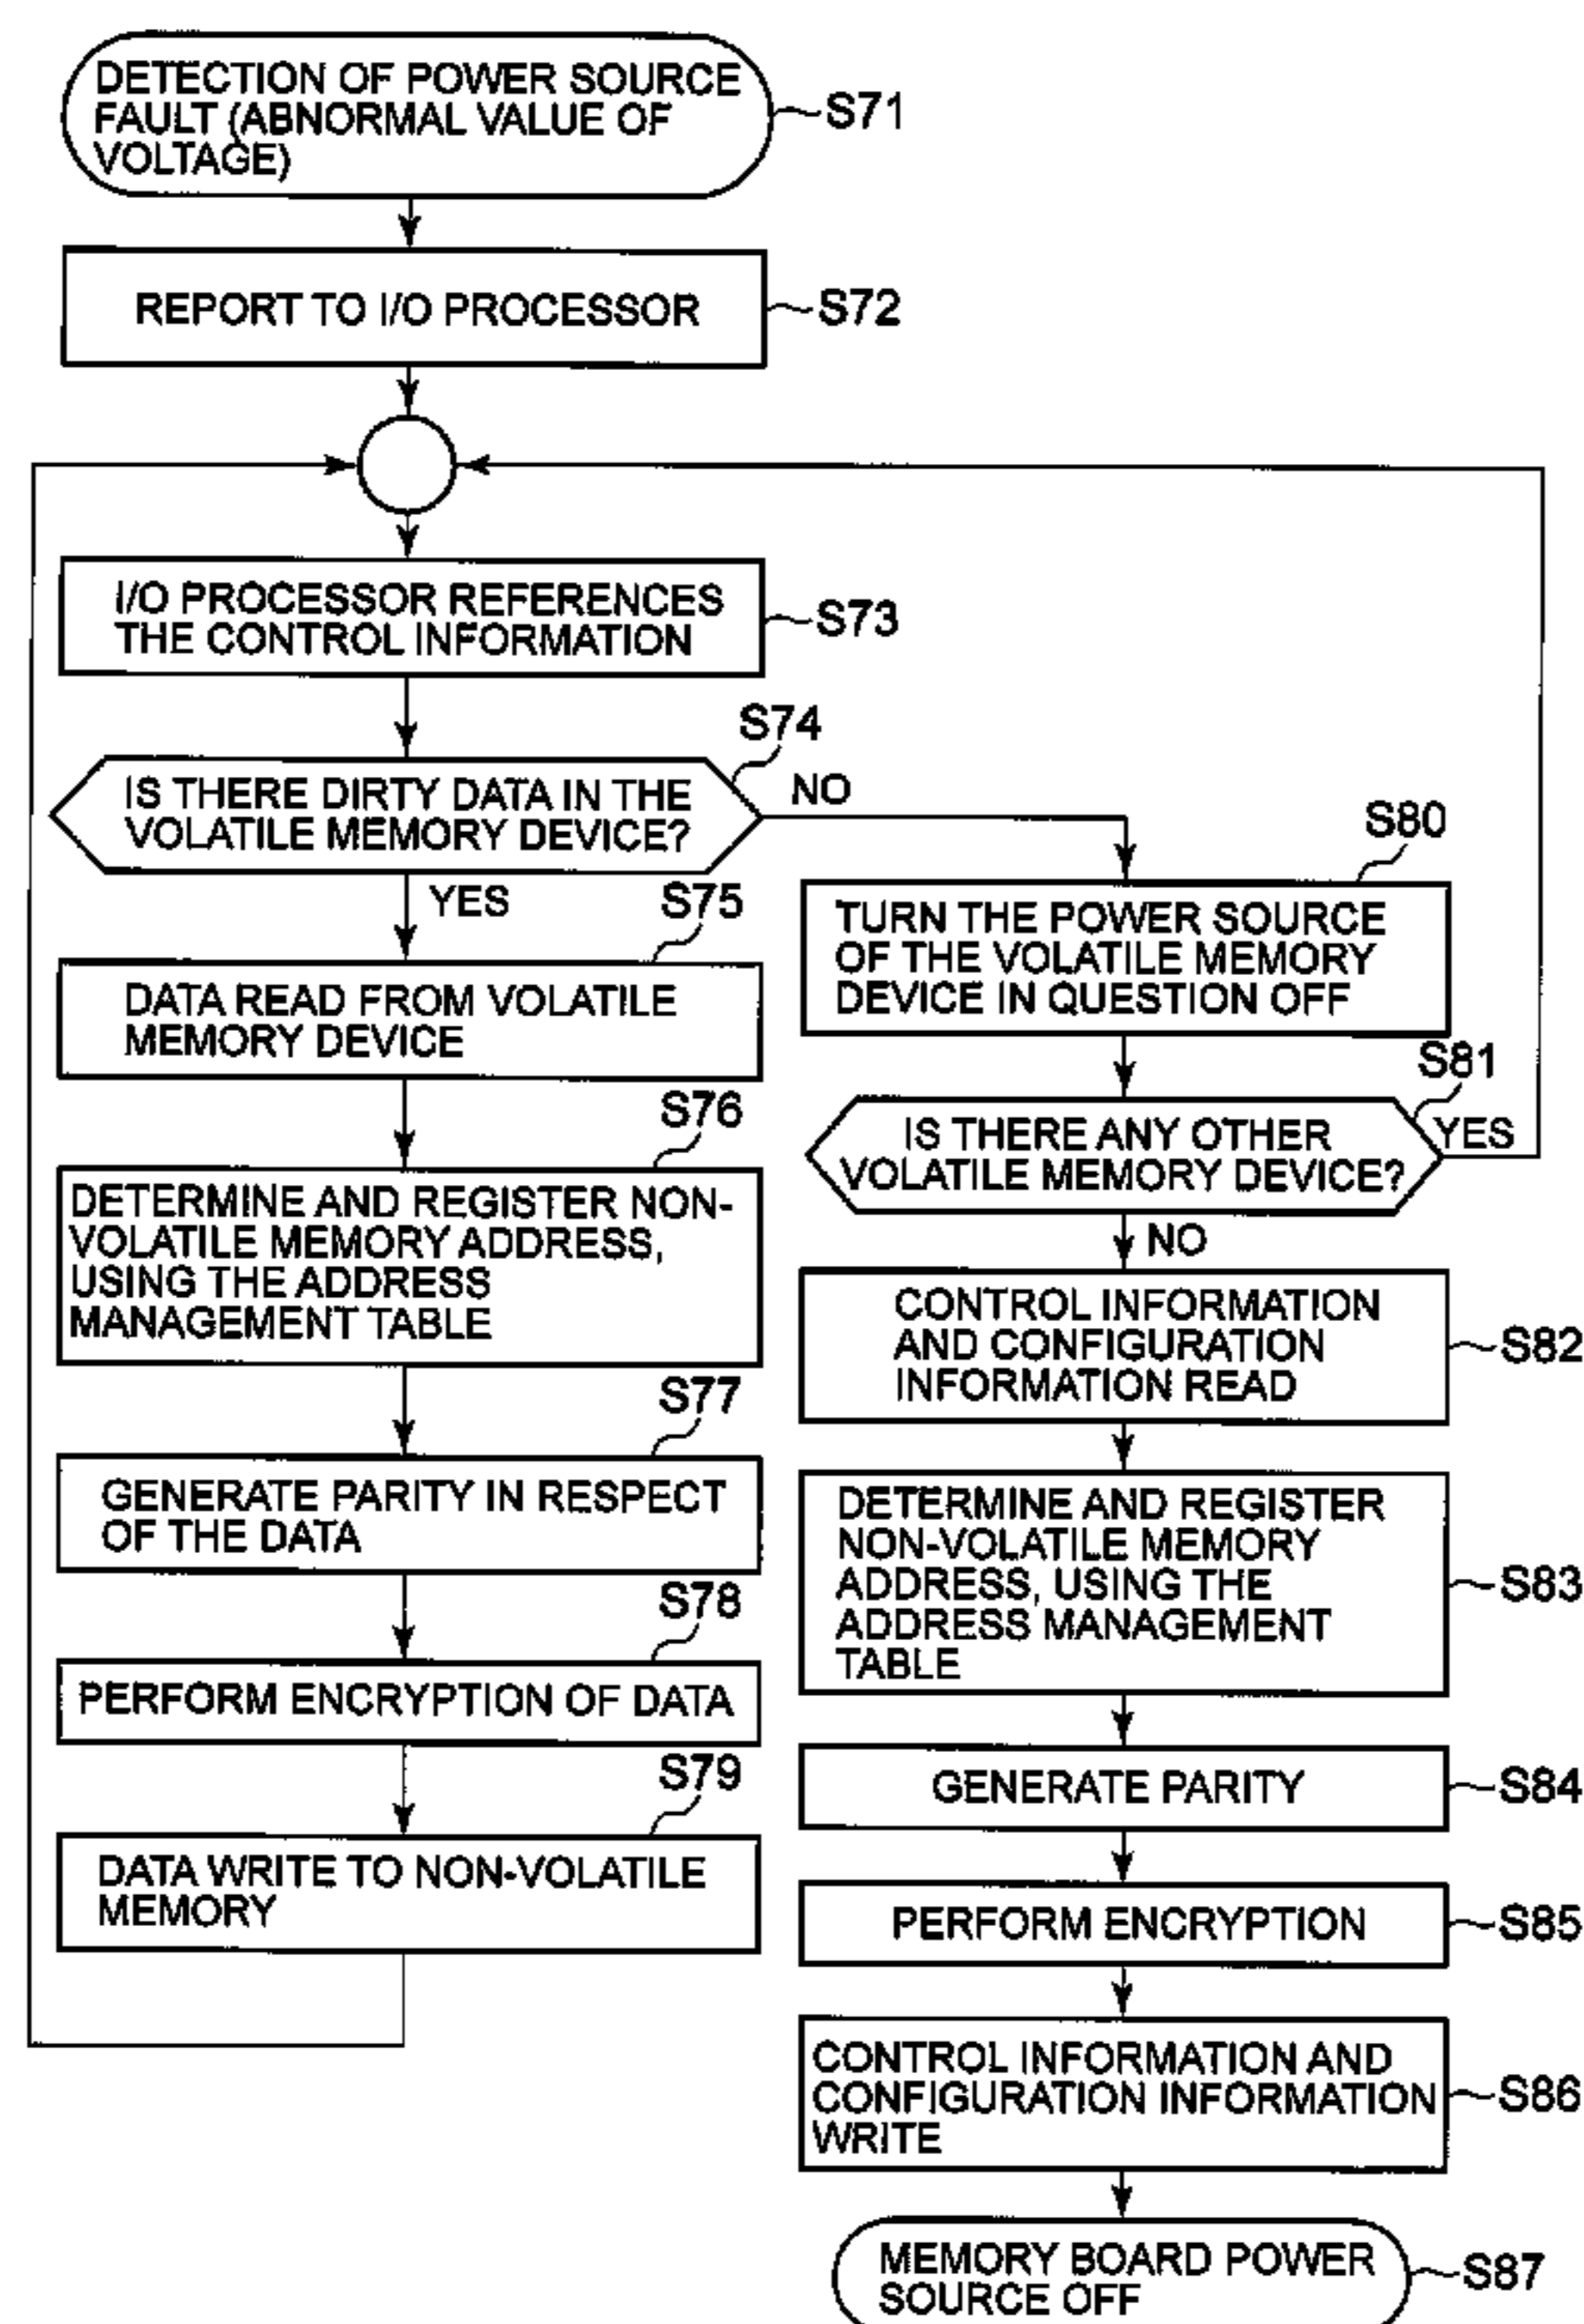 DETECTION OF POWER SOURCE
FAULT (ABNORMAL VALUE OF
VOLTAGE)
S71
REPORT TO I/O PROCESSOR
S72
I/O PROCESSOR REFERENCES
THE CONTROL INFORMATION
S73
S74
IS THERE DIRTY DATA IN THE
VOLATILE MEMORY DEVICE?
NO
YES
S75
DATA READ FROM VOLATILE
MEMORY DEVICE
S76
DETERMINE AND REGISTER NON-
VOLATILE MEMORY ADDRESS,
USING THE ADDRESS
MANAGEMENT TABLE
S77
GENERATE PARITY IN RESPECT
OF THE DATA
S78
PERFORM ENCRYPTION OF DATA
S79
DATA WRITE TO NON-VOLATILE
MEMORY
S80
TURN THE POWER SOURCE
OF THE VOLATILE MEMORY
DEVICE IN QUESTION OFF
S81
IS THERE ANY OTHER
VOLATILE MEMORY DEVICE?
YES
NO
CONTROL INFORMATION
AND CONFIGURATION
INFORMATION READ
S82
DETERMINE AND REGISTER
NON-VOLATILE MEMORY
ADDRESS, USING THE
ADDRESS MANAGEMENT
TABLE
S83
GENERATE PARITY
S84
PERFORM ENCRYPTION
S85
CONTROL INFORMATION AND
CONFIGURATION INFORMATION
WRITE
S86
MEMORY BOARD POWER
SOURCE OFF
S87